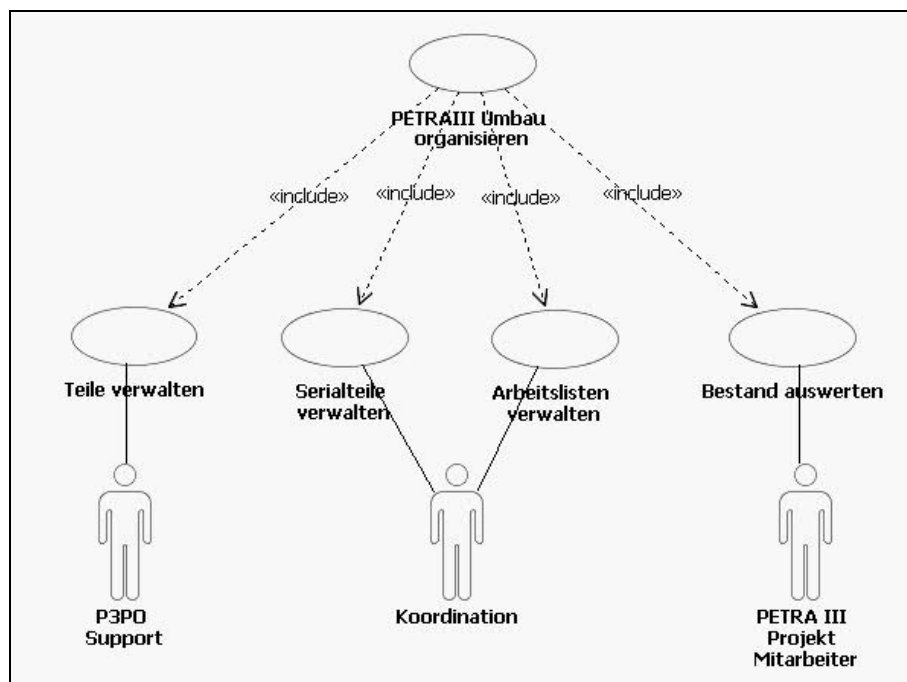 PETRAIII Umbau
organisieren
«include»
«include»
«include»
«include»
Teile verwalten
Serialteile
verwalten
Arbeitslisten
verwalten
Bestand auswerten
P3PO
Support
Koordination
PETRA III
Projekt
Mitarbeiter